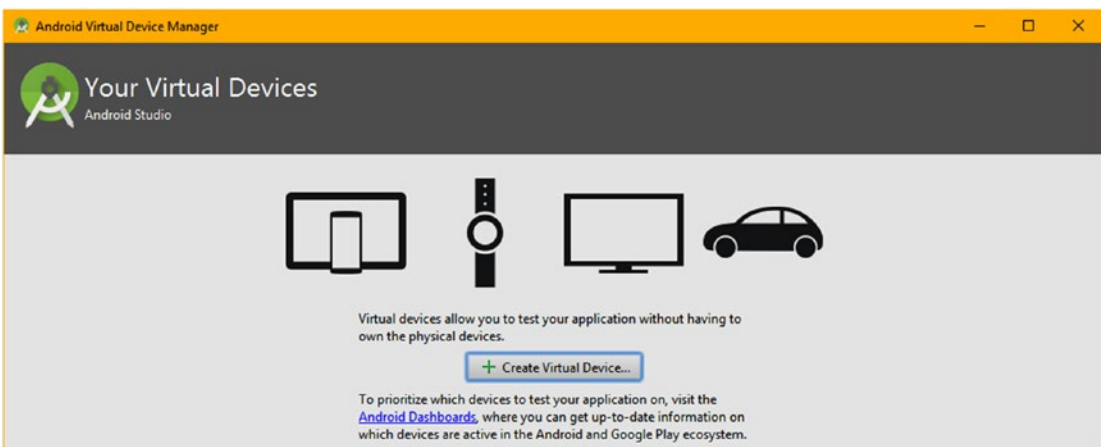 Android Virtual Device Manager
Your Virtual Devices
Android Studio
Virtual devices allow you to test your application without having to
own the physical devices.
+ Create Virtual Device...
To prioritize which devices to test your application on, visit the
Android Dashboards, where you can get up-to-date information on
which devices are active in the Android and Google Play ecosystem.